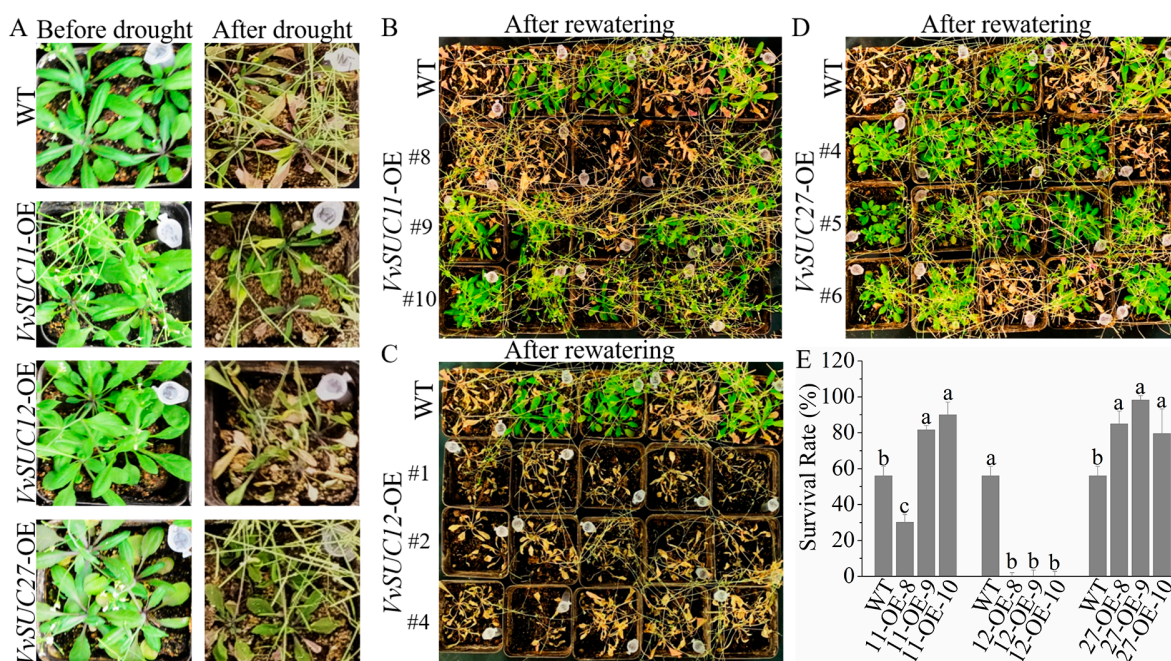 A
Before drought
After drought
WT
VvSUC11-OE
VvSUC12-OE
VvSUC27-OE
B
After rewatering
WT
VvSUC11-OE
#8
#9
#10
C
After rewatering
WT
VvSUC12-OE
#1
#2
#4
D
After rewatering
WT
VvSUC27-OE
#4
#5
#6
E
Survival Rate (%)
120
100
80
60
40
20
0
b
c
a
a
a
b
b
b
b
a
a
a
WT
11-OE-8
11-OE-9
11-OE-10
WT
12-OE-8
12-OE-9
12-OE-10
WT
27-OE-8
27-OE-9
27-OE-10